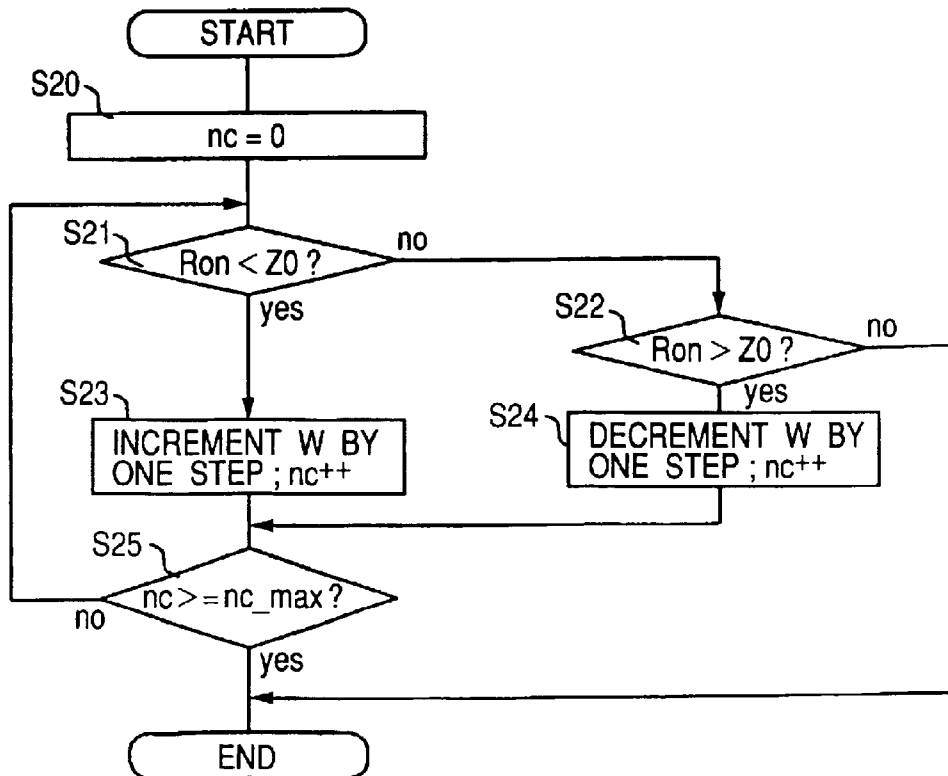 START
S20
nc = 0
S21
Ron < Z0 ?
no
yes
S22
Ron > Z0 ?
no
yes
S23
INCREMENT W BY
ONE STEP ; nc++
S24
DECREMENT W BY
ONE STEP ; nc++
S25
nc >= nc_max ?
no
yes
END